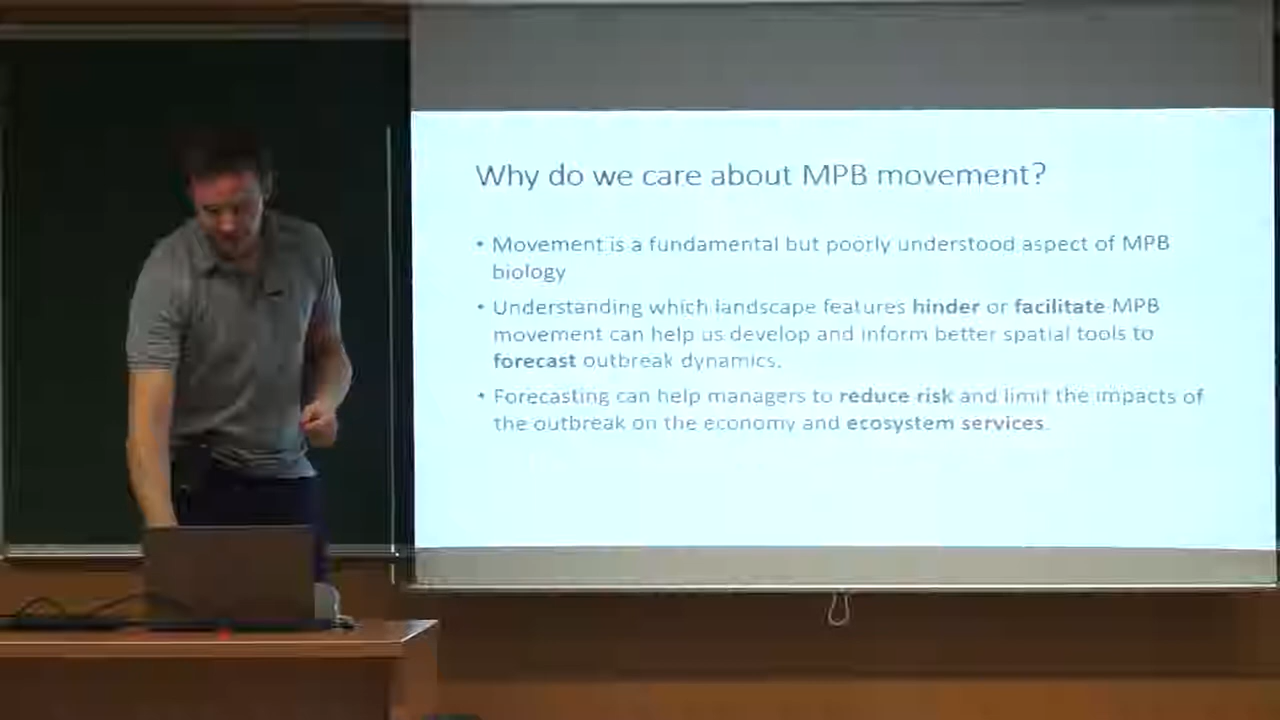 Why do we care about MPB movement?
• Movement is a fundamental but poorly understood aspect of MPB
biology
• Understanding which landscape features hinder or facilitate MPB
movement can help us develop and inform better spatial tools to
forecast outbreak dynamics.
• Forecasting can help managers to reduce risk and limit the impacts of
the outbreak on the economy and ecosystem services.